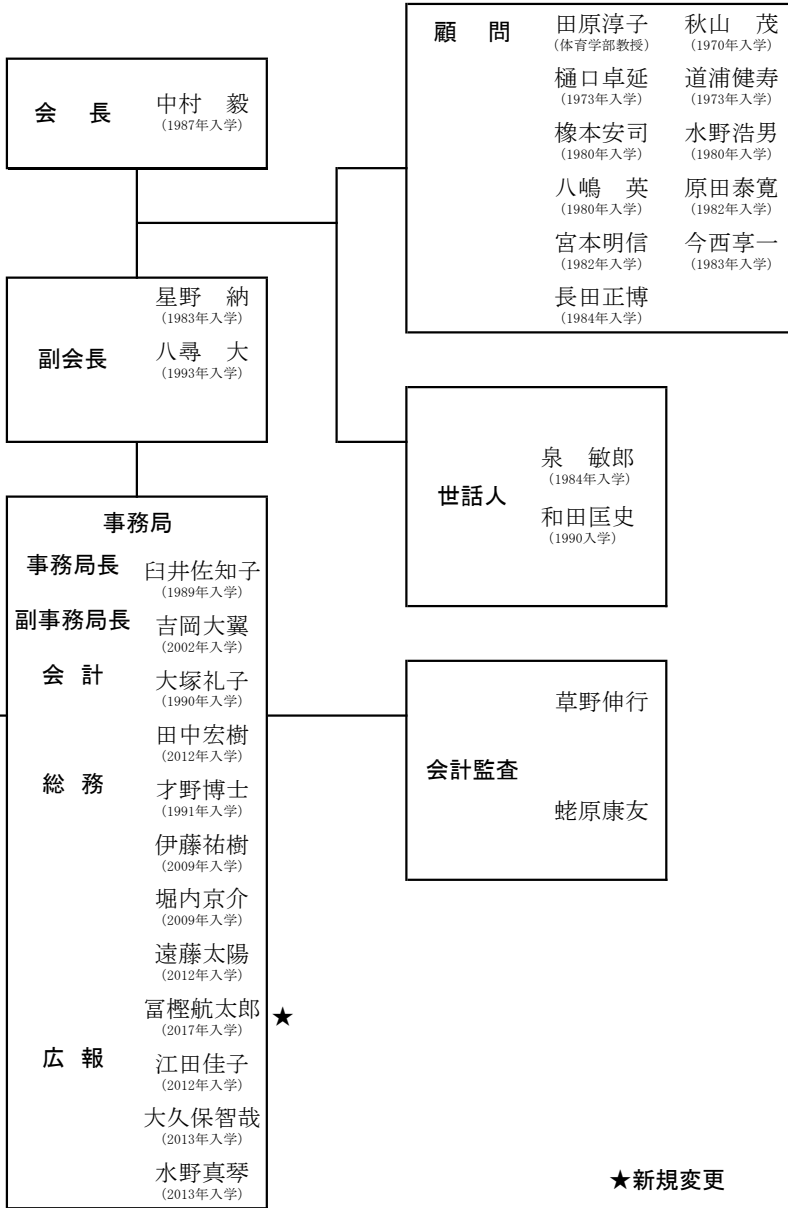 会　長　中村　毅
(1987年入学)
副会長
星野　納
(1983年入学)
八尋　大
(1993年入学)
顧　問
田原淳子　秋山　茂
(体育学部教授)　(1970年入学)
樋口卓延　道浦健寿
(1973年入学)　(1973年入学)
橡本安司　水野浩男
(1980年入学)　(1980年入学)
八嶋　英　原田泰寛
(1980年入学)　(1982年入学)
宮本明信　今西享一
(1982年入学)　(1983年入学)
長田正博
(1984年入学)
世話人
泉　敏郎
(1984年入学)
和田匡史
(1990入学)
事務局
事務局長　臼井佐知子
(1989年入学)
副事務局長　吉岡大翼
(2002年入学)
会　計　大塚礼子
(1990年入学)
田中宏樹
(2012年入学)
総　務　才野博士
(1991年入学)
伊藤祐樹
(2009年入学)
堀内京介
(2009年入学)
遠藤太陽
(2012年入学)
冨樫航太郎 ★
(2017年入学)
広　報　江田佳子
(2012年入学)
大久保智哉
(2013年入学)
水野真琴
(2013年入学)
会計監査
草野伸行
蛯原康友
★新規変更